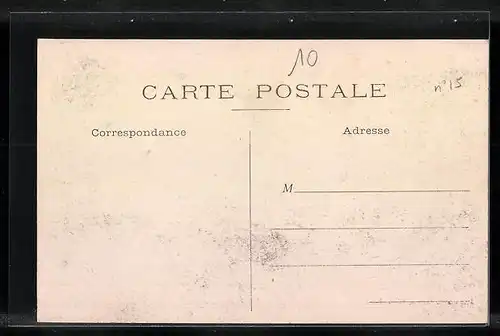 10
CARTE POSTALE
n° 15
Correspondance
Adresse
M